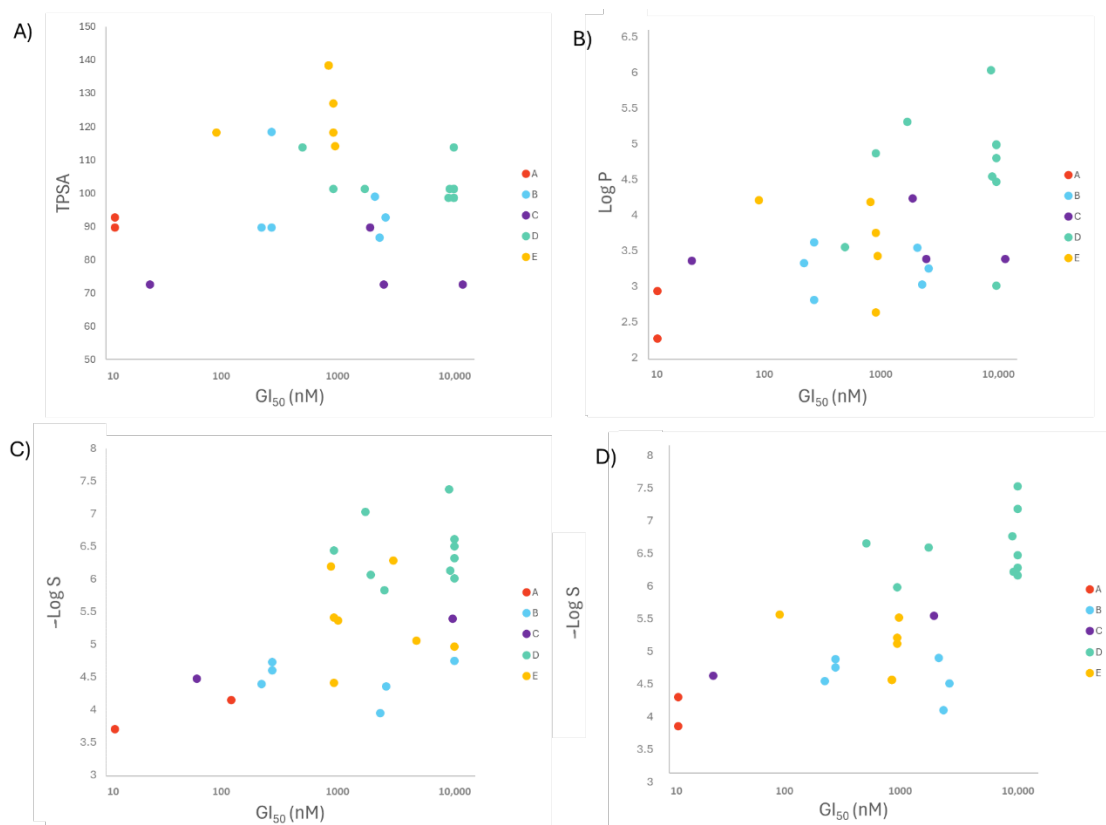 A)
TPSA
150
140
130
120
110
100
90
80
70
60
50
10
100
1000
10,000
GI50 (nM)
A
B
C
D
E
B)
Log P
6.5
6
5.5
5
4.5
4
3.5
3
2.5
2
10
100
1000
10,000
GI50 (nM)
A
B
C
D
E
C)
–Log S
8
7.5
7
6.5
6
5.5
5
4.5
4
3.5
3
10
100
1000
10,000
GI50 (nM)
A
B
C
D
E
D)
–Log S
8
7.5
7
6.5
6
5.5
5
4.5
4
3.5
3
10
100
1000
10,000
GI50 (nM)
A
B
C
D
E